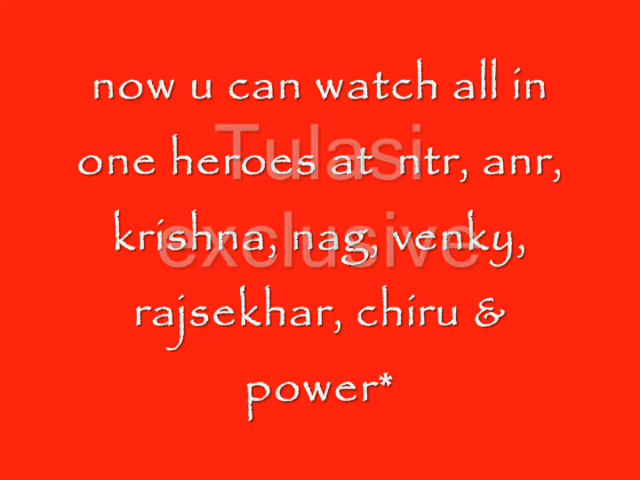 now u can watch all in
one heroes at ntr, anr,
krishna, nag, venky,
rajsekhar, chiru &
power*
Tulasi
exclusive